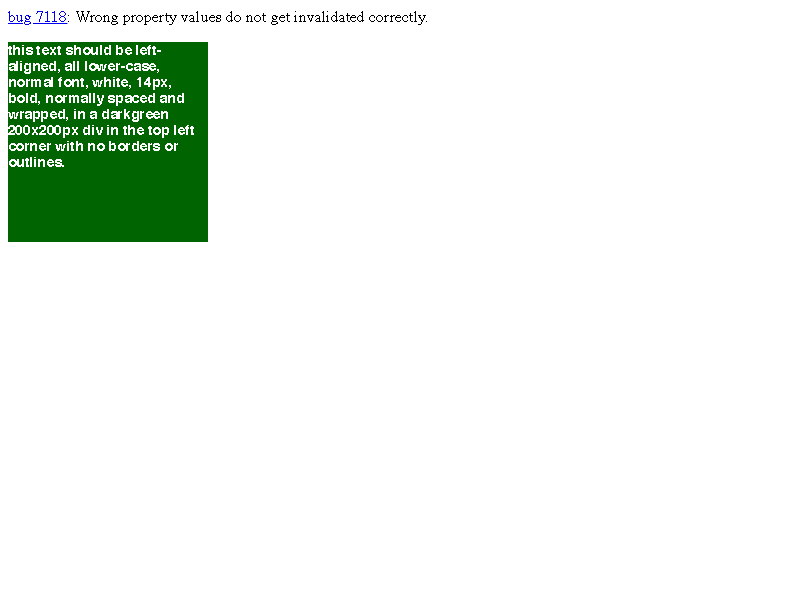 bug 7118: Wrong property values do not get invalidated correctly.
this text should be left-
aligned, all lower-case,
normal font, white, 14px,
bold, normally spaced and
wrapped, in a darkgreen
200x200px div in the top left
corner with no borders or
outlines.